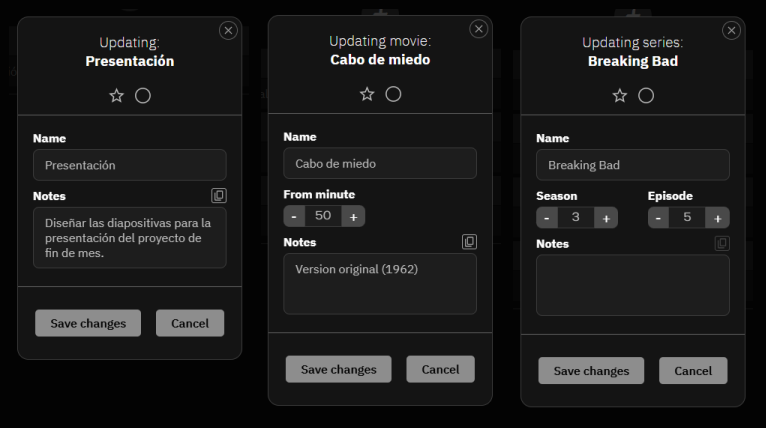 Updating:
Presentación
Name
Presentación
Notes
Diseñar las diapositivas para la
presentación del proyecto de
fin de mes.
Save changes
Cancel
Updating movie:
Cabo de miedo
Name
Cabo de miedo
From minute
- 50 +
Notes
Version original (1962)
Save changes
Cancel
Updating series:
Breaking Bad
Name
Breaking Bad
Season
Episode
- 3 +
- 5 +
Notes
Save changes
Cancel